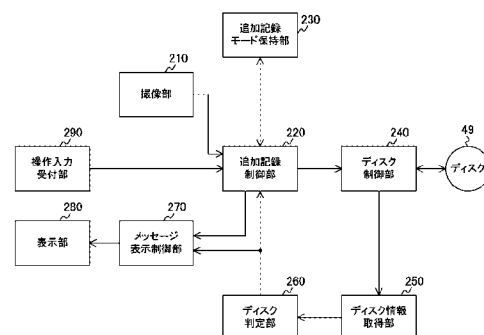 230
追加記録
モード保持部
210
撮像部
290
操作入力
受付部
220
追加記録
制御部
240
ディスク
制御部
49
ディスク
280
表示部
270
メッセージ
表示制御部
260
ディスク
判定部
250
ディスク情報
取得部